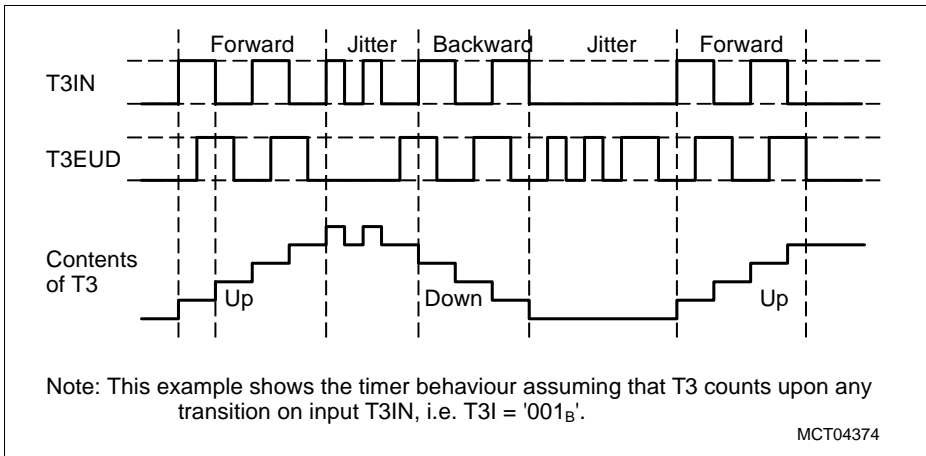 Forward Jitter Backward Jitter Forward
T3IN
T3EUD
Contents
of T3
Up Down Up
Note: This example shows the timer behaviour assuming that T3 counts upon any
transition on input T3IN, i.e. T3I = '001B'.
MCT04374